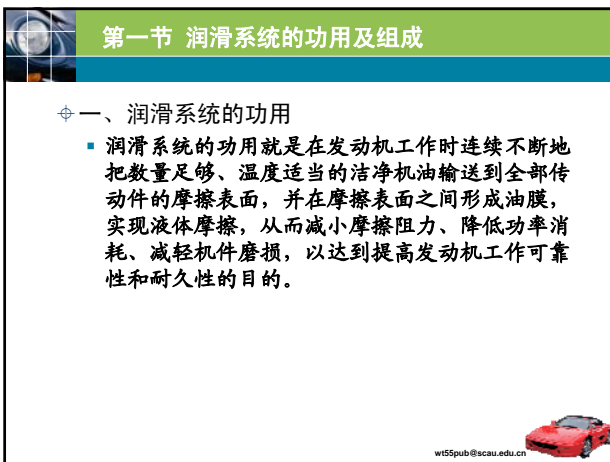 第一节 润滑系统的功用及组成
一、润滑系统的功用
润滑系统的功用就是在发动机工作时连续不断地
把数量足够、温度适当的洁净机油输送到全部传
动件的摩擦表面，并在摩擦表面之间形成油膜，
实现液体摩擦，从而减小摩擦阻力、降低功率消
耗、减轻机件磨损，以达到提高发动机工作可靠
性和耐久性的目的。
wt55pub@scau.edu.cn